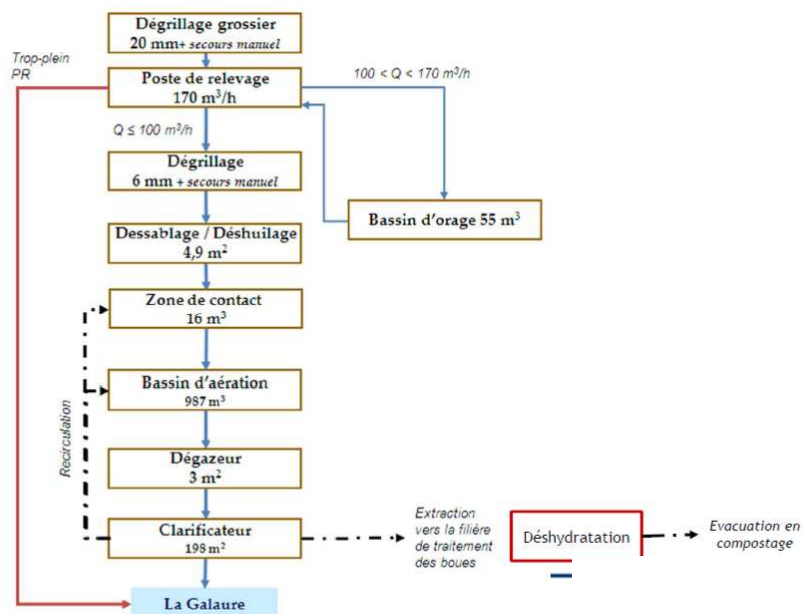 Dégrillage grossier
20 mm+ secours manuel
Trop-plein
PR
Poste de relevage
170 m³/h
100 < Q < 170 m³/h
Q ≤ 100 m³/h
Dégrillage
6 mm + secours manuel
Bassin d'orage 55 m³
Dessablage / Déshuilage
4,9 m²
Zone de contact
16 m³
Bassin d'aération
987 m³
Recirculation
Dégazeur
3 m²
Clarificateur
198 m²
Extraction
vers la filière
de traitement
des boues
Déshydratation
Evacuation en
compostage
La Galaure